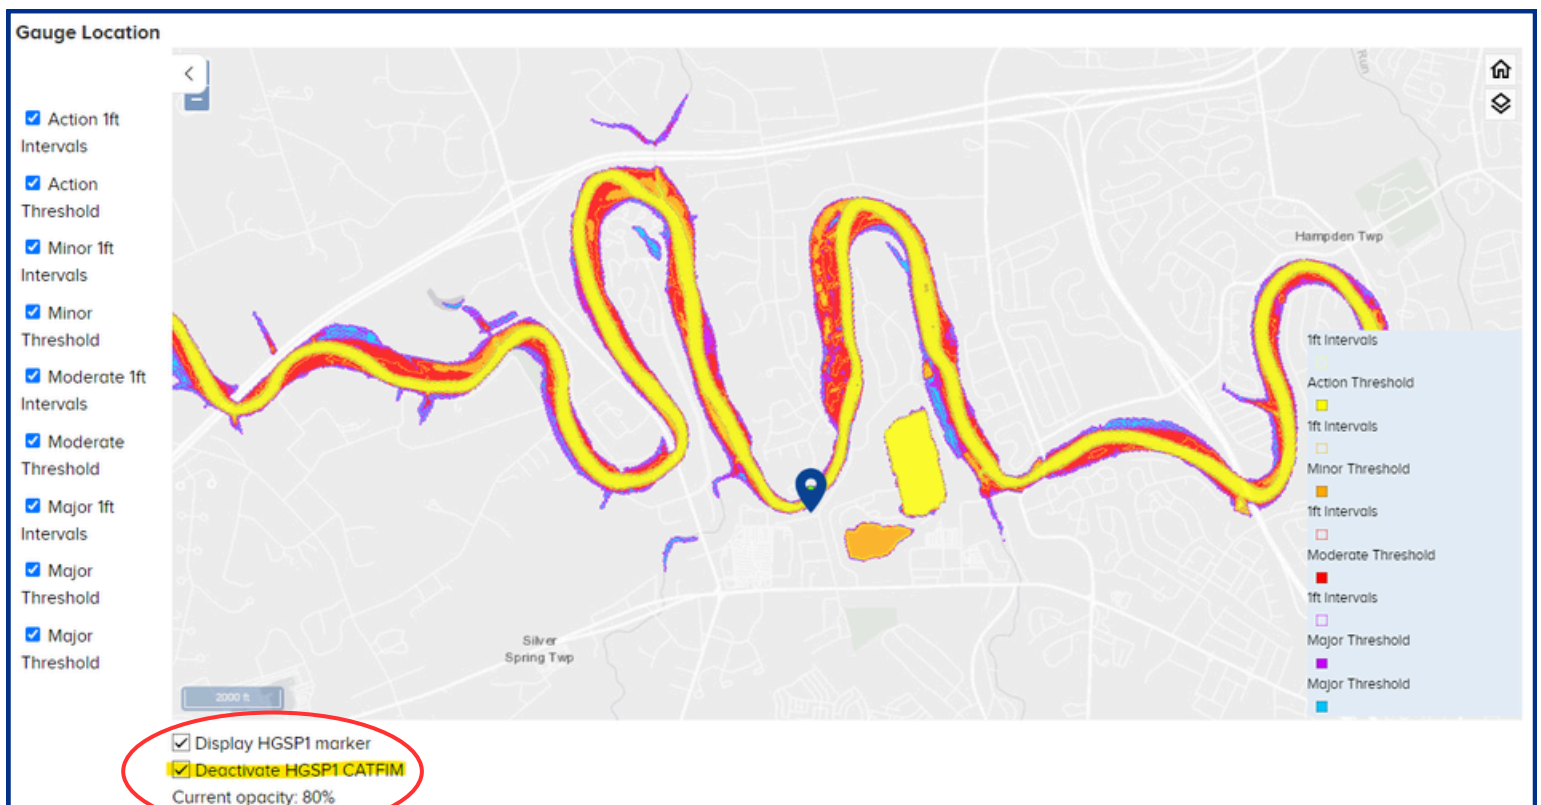 Gauge Location
Action 1ft
Intervals
Action
Threshold
Minor 1ft
Intervals
Minor
Threshold
Moderate 1ft
Intervals
Moderate
Threshold
Major 1ft
Intervals
Major
Threshold
Major
Threshold
Run
Hampden Twp
Silver
Spring Twp
2000 ft
1ft Intervals
Action Threshold
1ft Intervals
Minor Threshold
1ft Intervals
Moderate Threshold
1ft Intervals
Major Threshold
Major Threshold
Display HGSP1 marker
Deactivate HGSP1 CATFIM
Current opacity: 80%